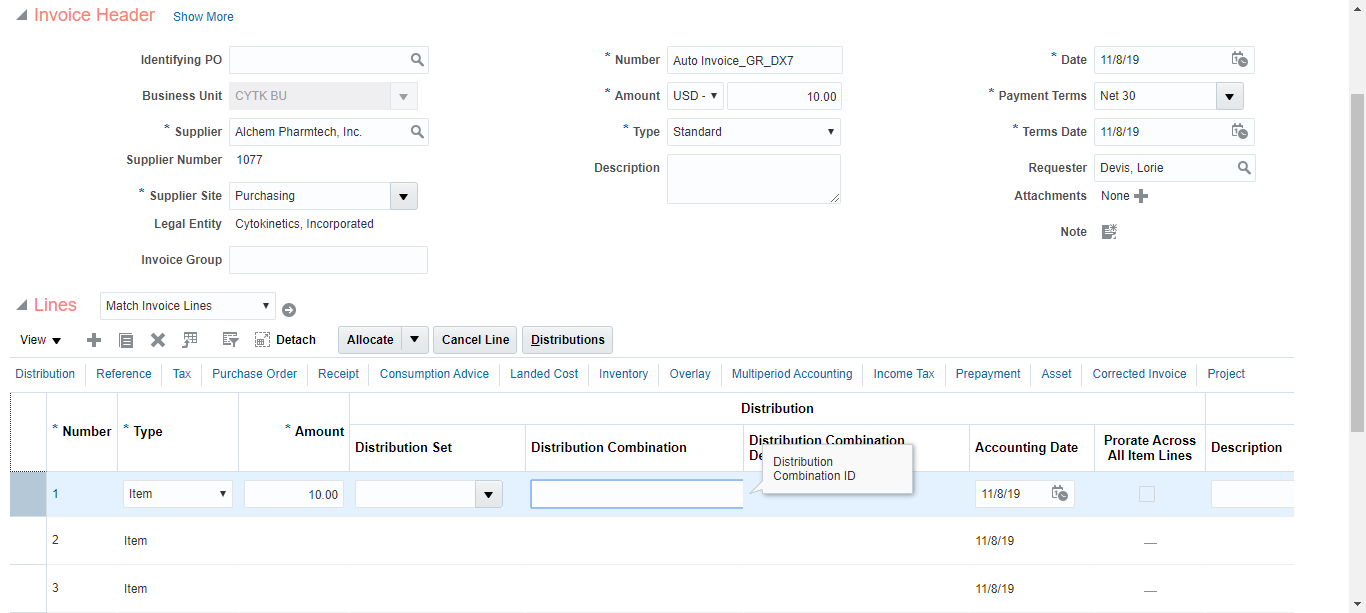 Invoice Header Show More
Identifying PO
* Number Auto Invoice_GR_DX7
* Date 11/8/19
Business Unit CYTK BU
* Amount USD - 10.00
* Payment Terms Net 30
* Supplier Alchem Pharmtech, Inc.
* Type Standard
* Terms Date 11/8/19
Supplier Number 1077
Description
Requester Devis, Lorie
* Supplier Site Purchasing
Attachments None
Legal Entity Cytokinetics, Incorporated
Note
Invoice Group
Lines Match Invoice Lines
View Detach Allocate Cancel Line Distributions
Distribution Reference Tax Purchase Order Receipt Consumption Advice Landed Cost Inventory Overlay Multiperiod Accounting Income Tax Prepayment Asset Corrected Invoice Project
Distribution
* Number * Type * Amount Distribution Set Distribution Combination Distribution Combination Accounting Date Prorate Across All Item Lines Description
Distribution
Combination ID
1 Item 10.00 11/8/19
2 Item 11/8/19 —
3 Item 11/8/19 —